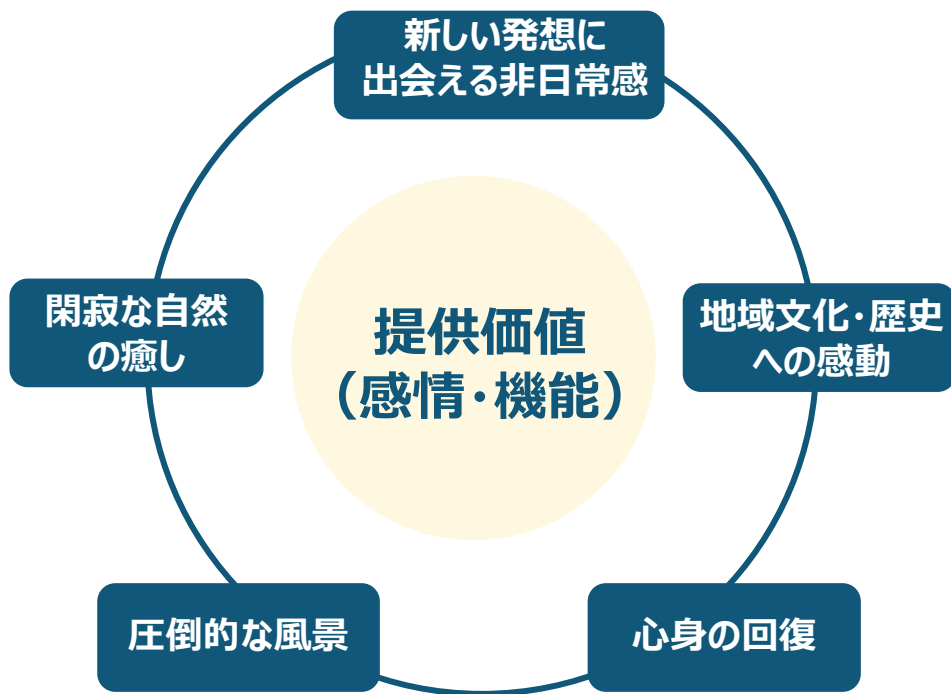 新しい発想に
出会える非日常感
閑寂な自然
の癒し
提供価値
（感情・機能）
地域文化・歴史
への感動
圧倒的な風景
心身の回復